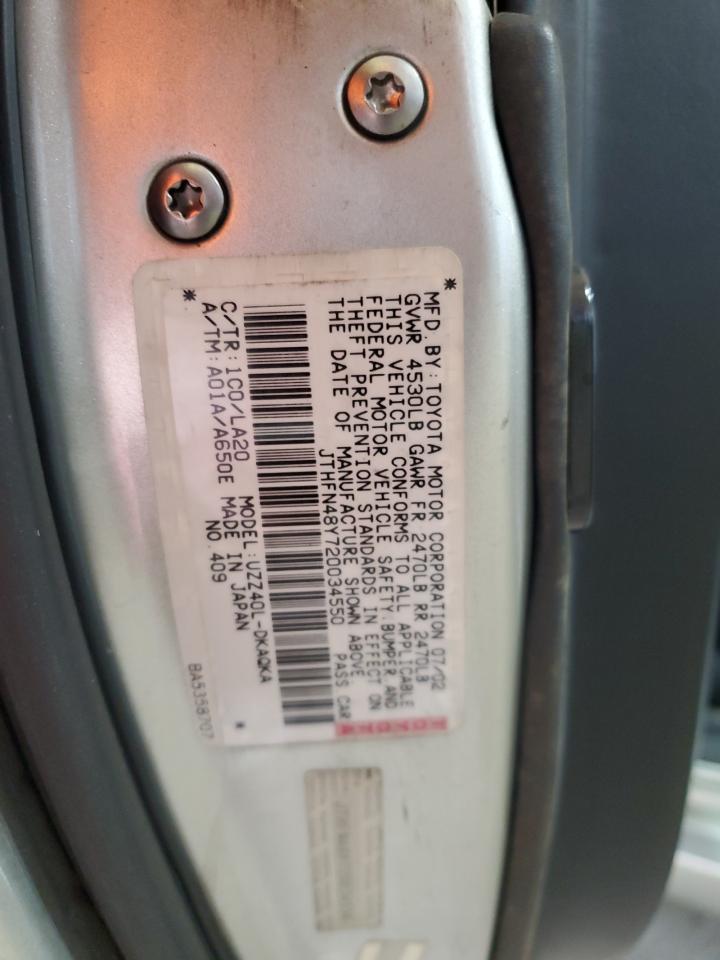 MFD. BY: TOYOTA MOTOR CORPORATION 07/02
GVWR 4530LB GAWR FR 2470LB RR 2470LB
THIS VEHICLE CONFORMS TO ALL APPLICABLE
FEDERAL MOTOR VEHICLE SAFETY, BUMPER AND
THEFT PREVENTION STANDARDS IN EFFECT ON
THE DATE OF MANUFACTURE SHOWN ABOVE.
JTHFN48Y720034550 PASS CAR
TOYOTA
C/TR: 1C0/LA20 MODEL: UZZ40L-DKAQKA
A/TM: A01A/A650E MADE IN JAPAN
NO. 409
BA5358707